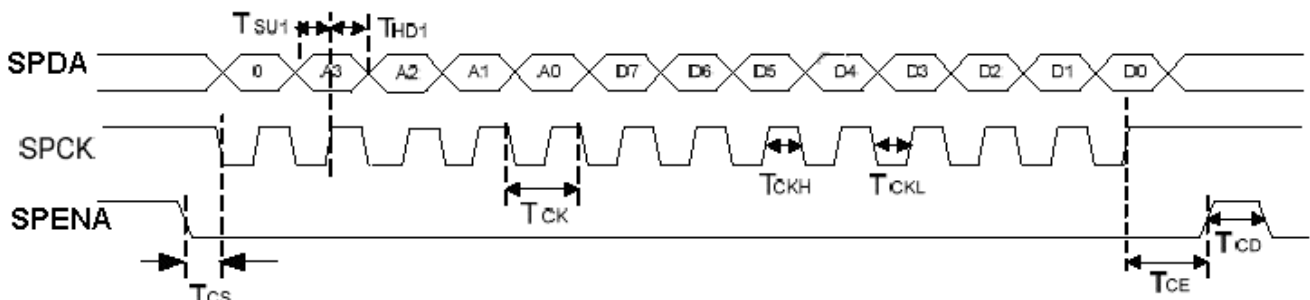 TSU1 THD1
SPDA 0 A3 A2 A1 A0 D7 D6 D5 D4 D3 D2 D1 D0
SPCK
TCKH TCKL
TCK
SPENA
TCD
TCE
TCS